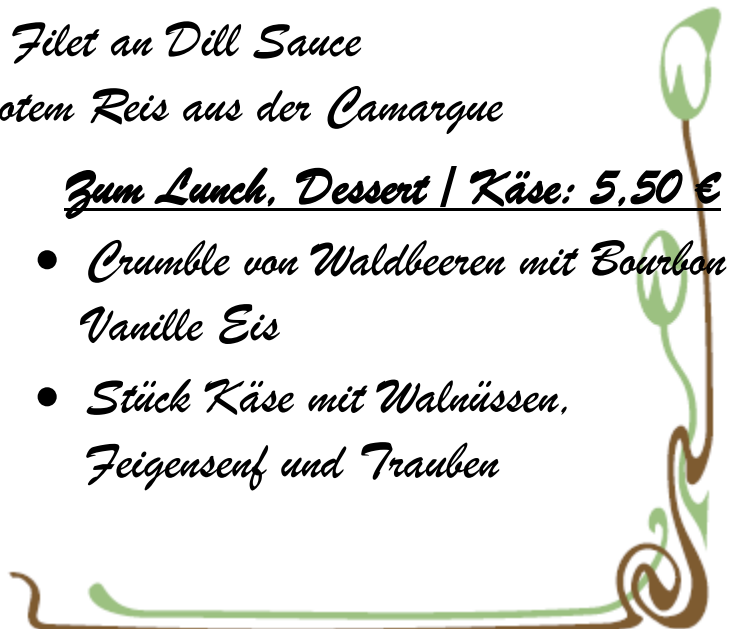 Filet an Dill Sauce
Reis aus der Camargue
Zum Lunch, Dessert / Käse: 5,50 €
• Crumble von Waldbeeren mit Bourbon
Vanille Eis
• Stück Käse mit Walnüssen,
Feigensenf und Trauben